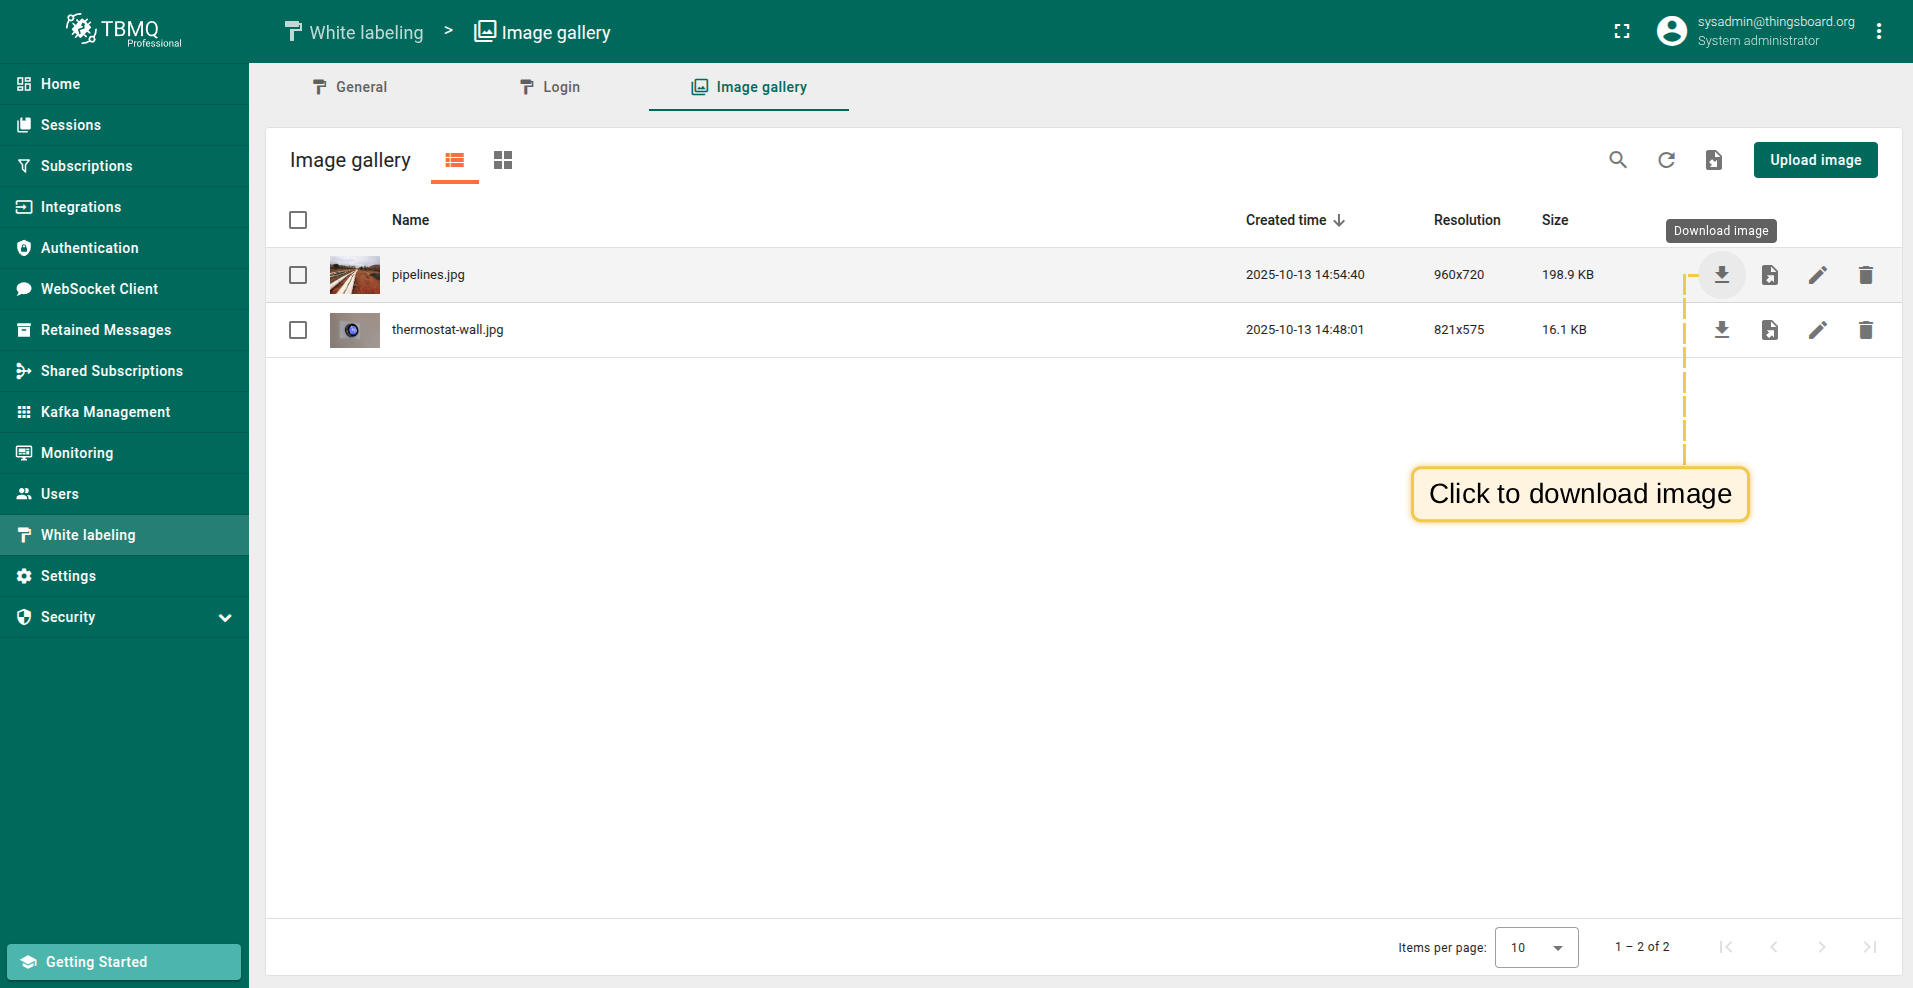 TBMQ
Professional
White labeling > Image gallery
sysadmin@thingsboard.org
System administrator
Home
Sessions
Subscriptions
Integrations
Authentication
WebSocket Client
Retained Messages
Shared Subscriptions
Kafka Management
Monitoring
Users
White labeling
Settings
Security
Getting Started
General
Login
Image gallery
Image gallery
Upload image
Name
Created time
Resolution
Size
Download image
pipelines.jpg 2025-10-13 14:54:40 960x720 198.9 KB
thermostat-wall.jpg 2025-10-13 14:48:01 821x575 16.1 KB
Click to download image
Items per page: 10 1 – 2 of 2